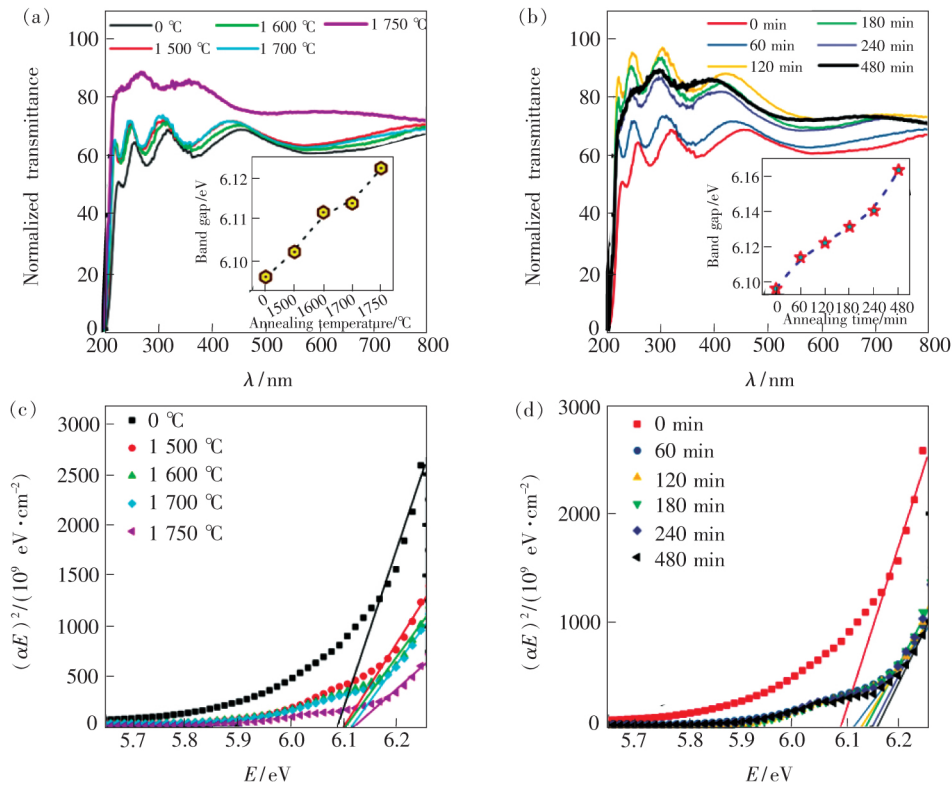 (a)
0 ℃
1 600 ℃
1 750 ℃
1 500 ℃
1 700 ℃
100
80
60
40
20
0
Normalized transmittance
200
300
400
500
600
700
800
λ/nm
6.12
6.11
6.10
Band gap/eV
0
1500
1600
1700
1750
Annealing temperature/℃
(b)
0 min
180 min
60 min
240 min
120 min
480 min
100
80
60
40
20
0
Normalized transmittance
200
300
400
500
600
700
800
λ/nm
6.16
6.14
6.12
6.10
Band gap/eV
0
60
120
180
240
480
Annealing time/min
(c)
0 ℃
1 500 ℃
1 600 ℃
1 700 ℃
1 750 ℃
3000
2500
2000
1500
1000
500
0
(αE)²/(10⁹ eV·cm⁻²)
5.7
5.8
5.9
6.0
6.1
6.2
E/eV
(d)
0 min
60 min
120 min
180 min
240 min
480 min
3000
2000
1000
0
(αE)²/(10⁹ eV·cm⁻²)
5.7
5.8
5.9
6.0
6.1
6.2
E/eV